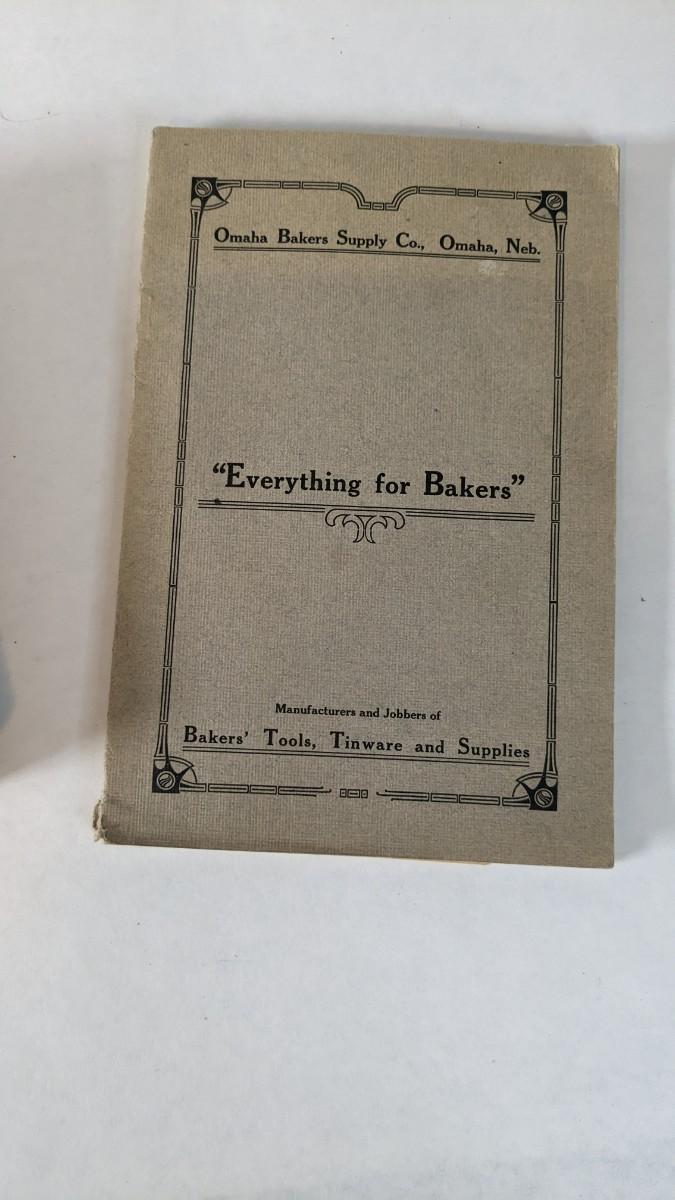 Omaha Bakers Supply Co., Omaha, Neb.
“Everything for Bakers”
Manufacturers and Jobbers of
Bakers’ Tools, Tinware and Supplies